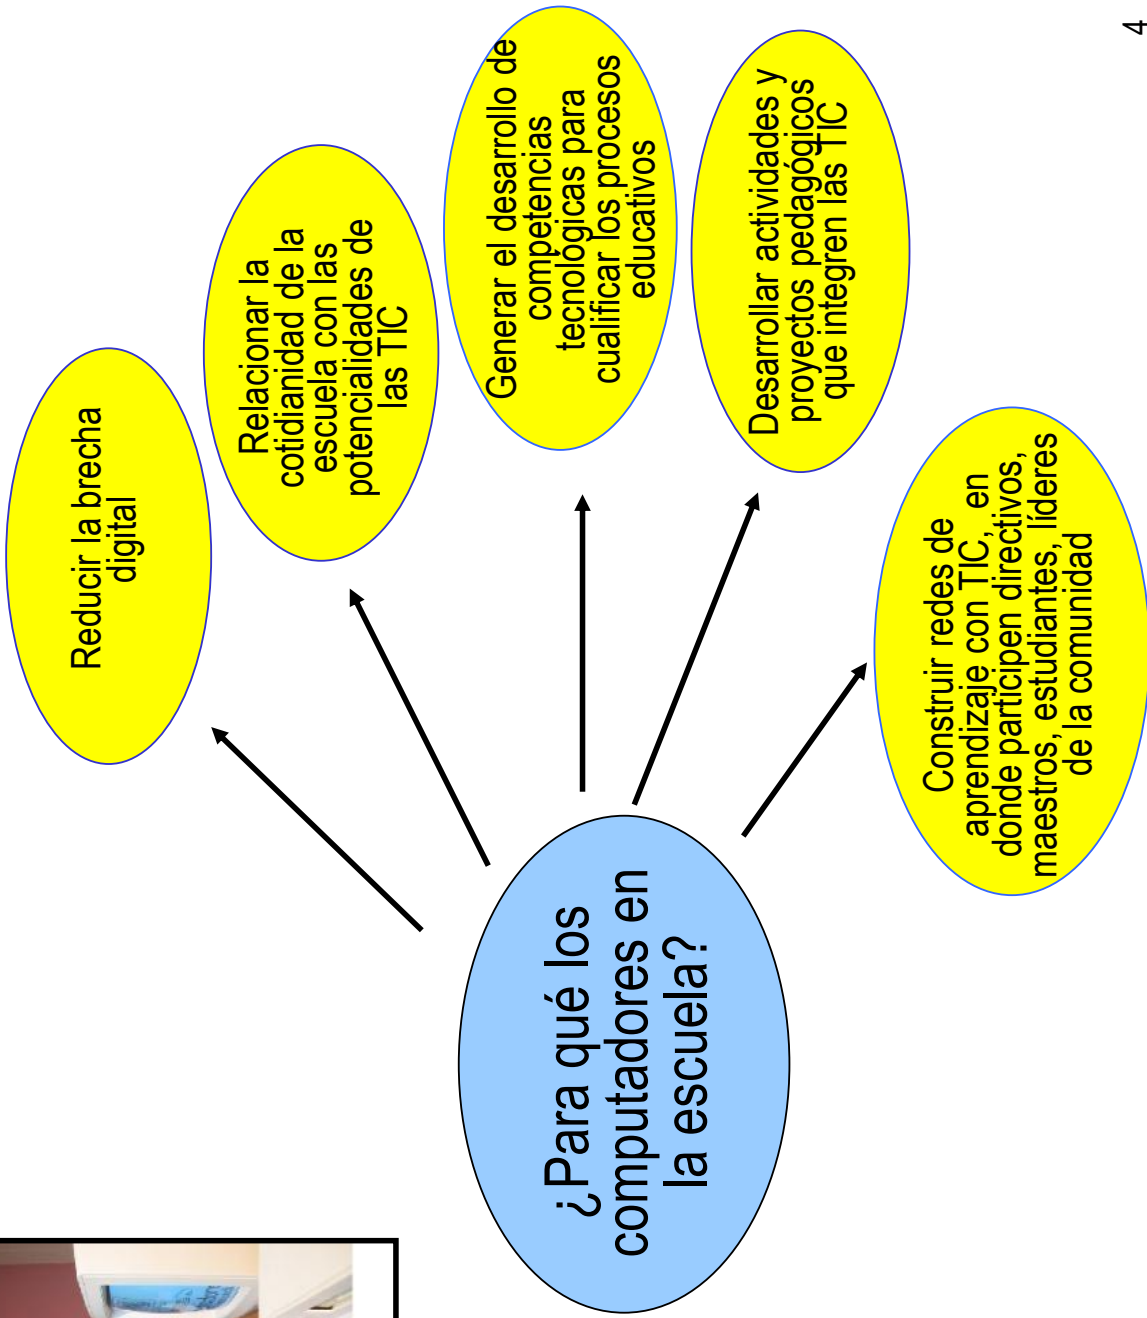 ¿Para qué los
computadores en
la escuela?
Reducir la brecha
digital
Relacionar la
cotidianidad de la
escuela con las
potencialidades de
las TIC
Generar el desarrollo de
competencias
tecnológicas para
cualificar los procesos
educativos
Desarrollar actividades y
proyectos pedagógicos
que integren las TIC
Construir redes de
aprendizaje con TIC, en
donde participen directivos,
maestros, estudiantes, líderes
de la comunidad
4